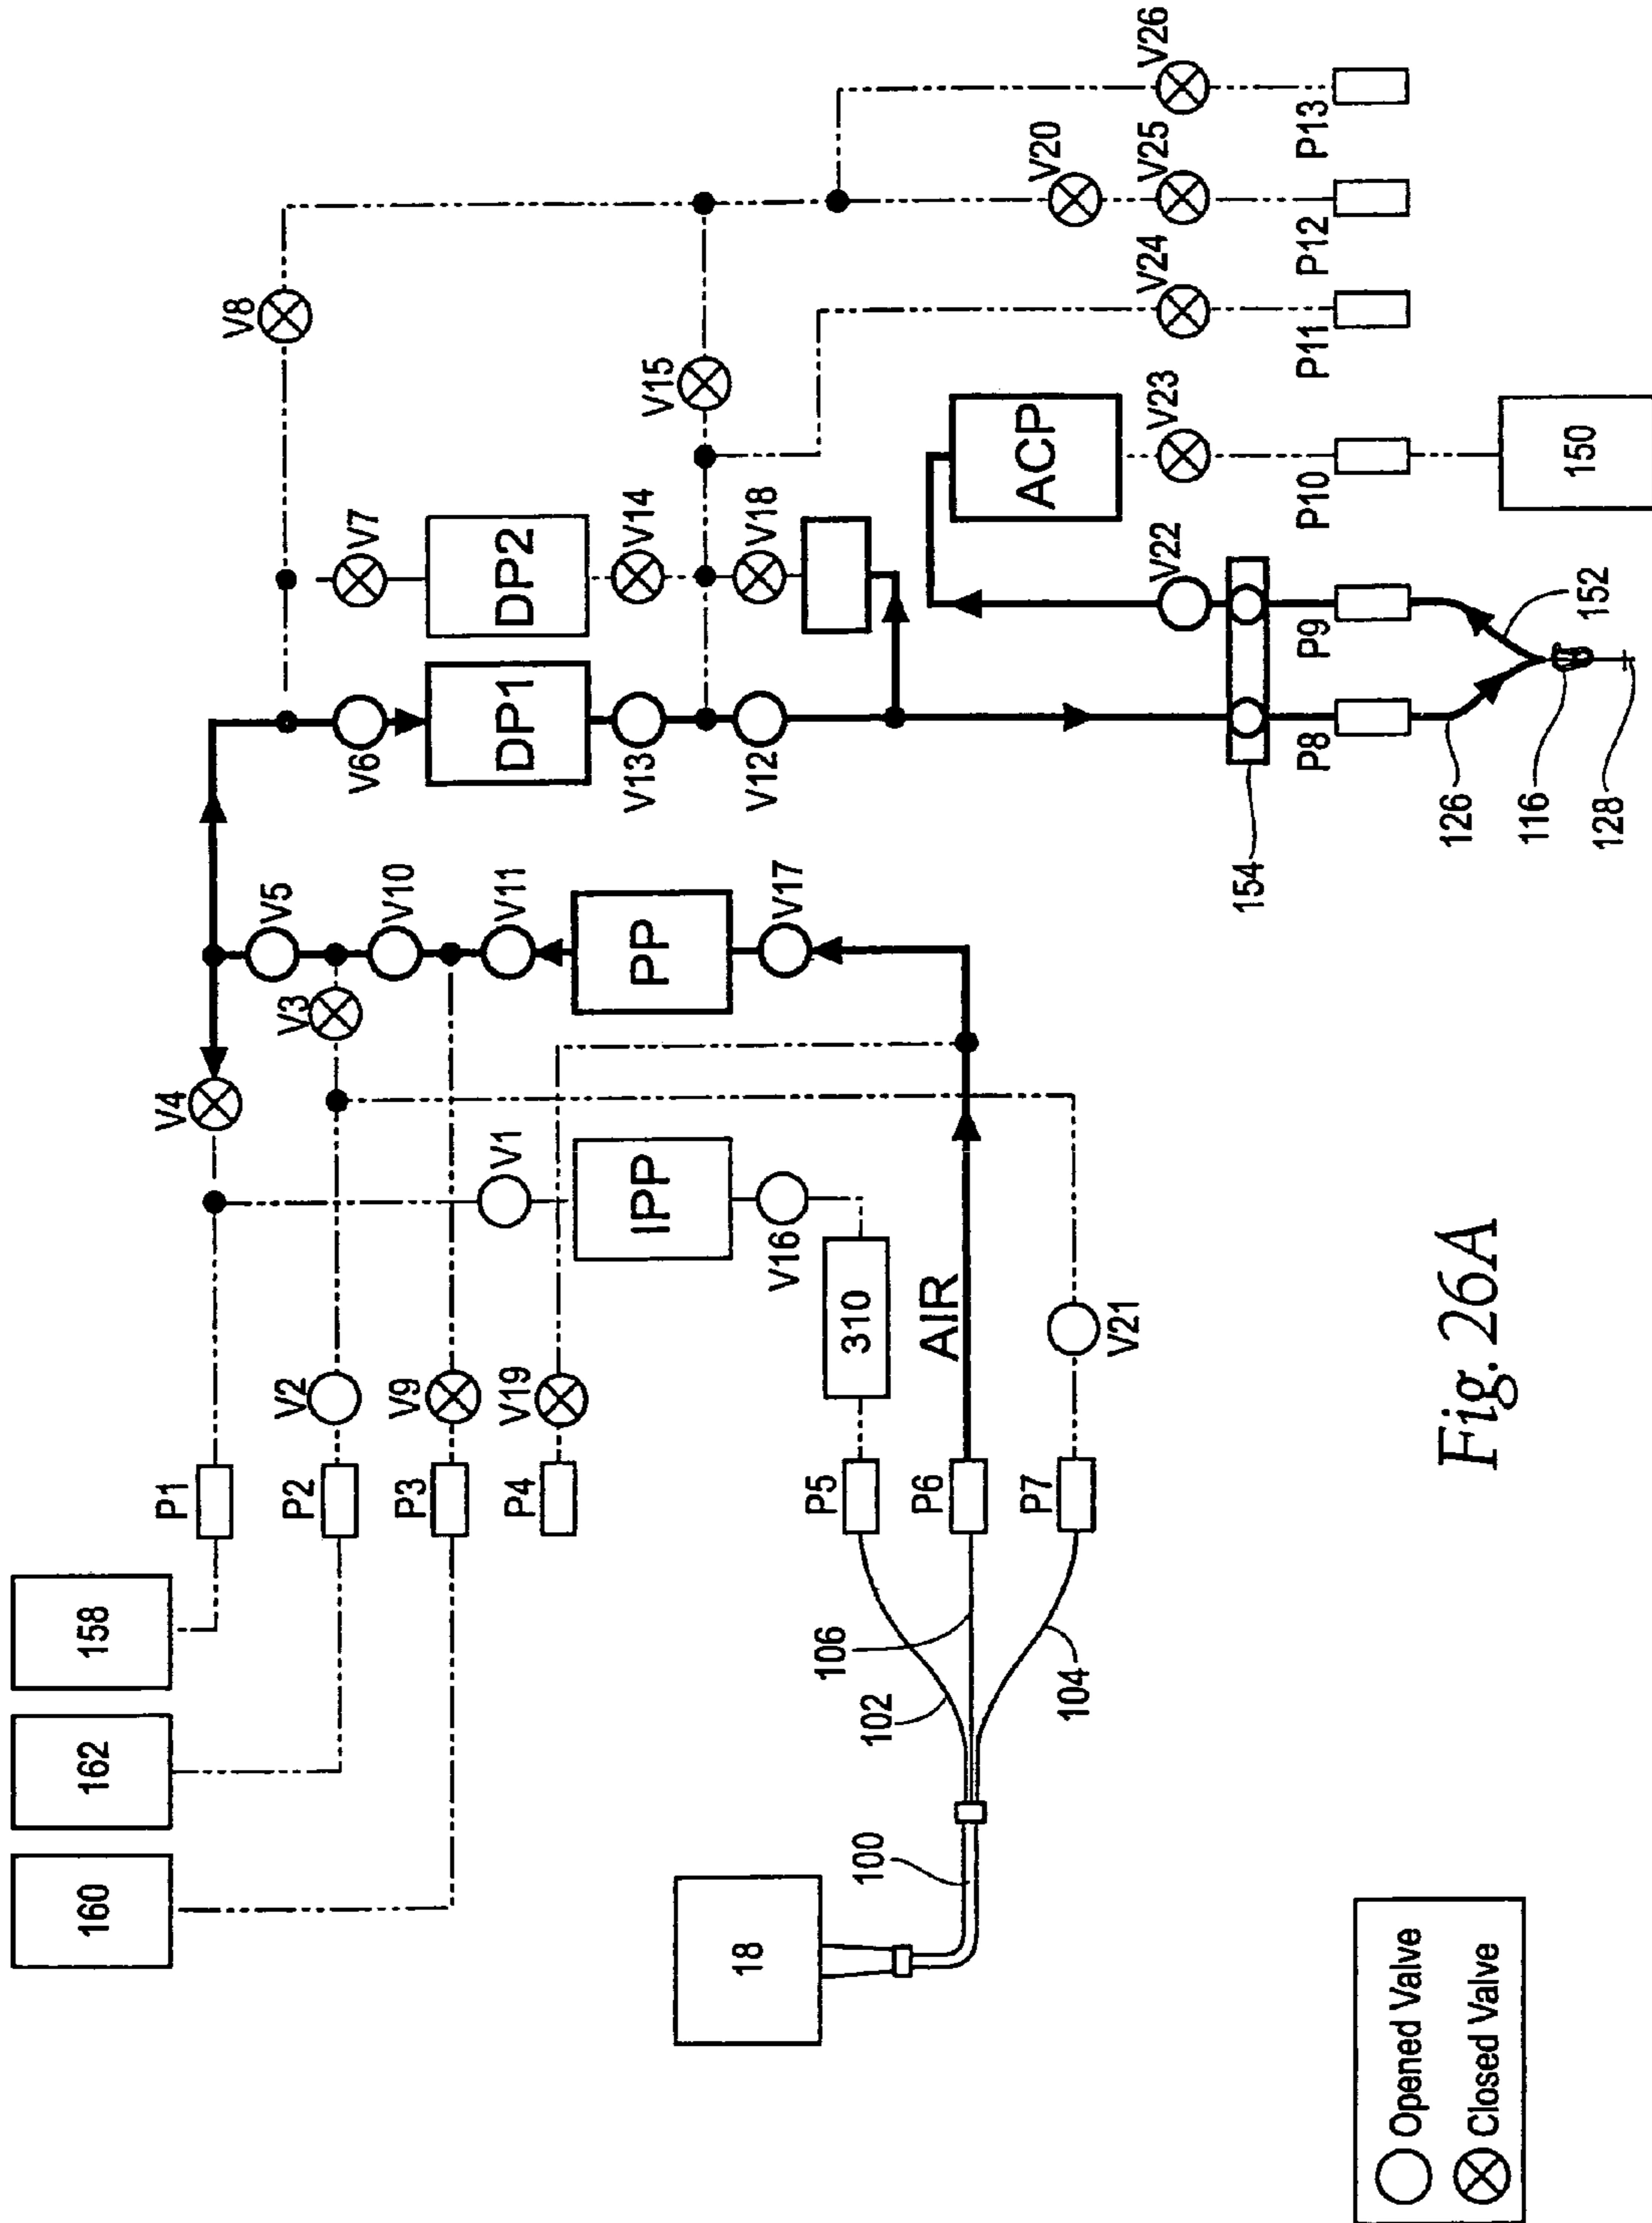 160
162
158
P1
V4
V8
P2
V2
V3
V5
V6
V7
P3
V9
V10
V1
V11
DP1
DP2
P4
V19
IPP
PP
V13
V14
V15
18
V16
V17
V12
V18
P5
310
102
106
100
P6
AIR
104
P7
V21
ACP
V20
V22
V23
V24
V25
V26
154
P8
P9
P10
P11
P12
P13
Opened Valve
Closed Valve
126
116
128
152
150
Fig. 26A